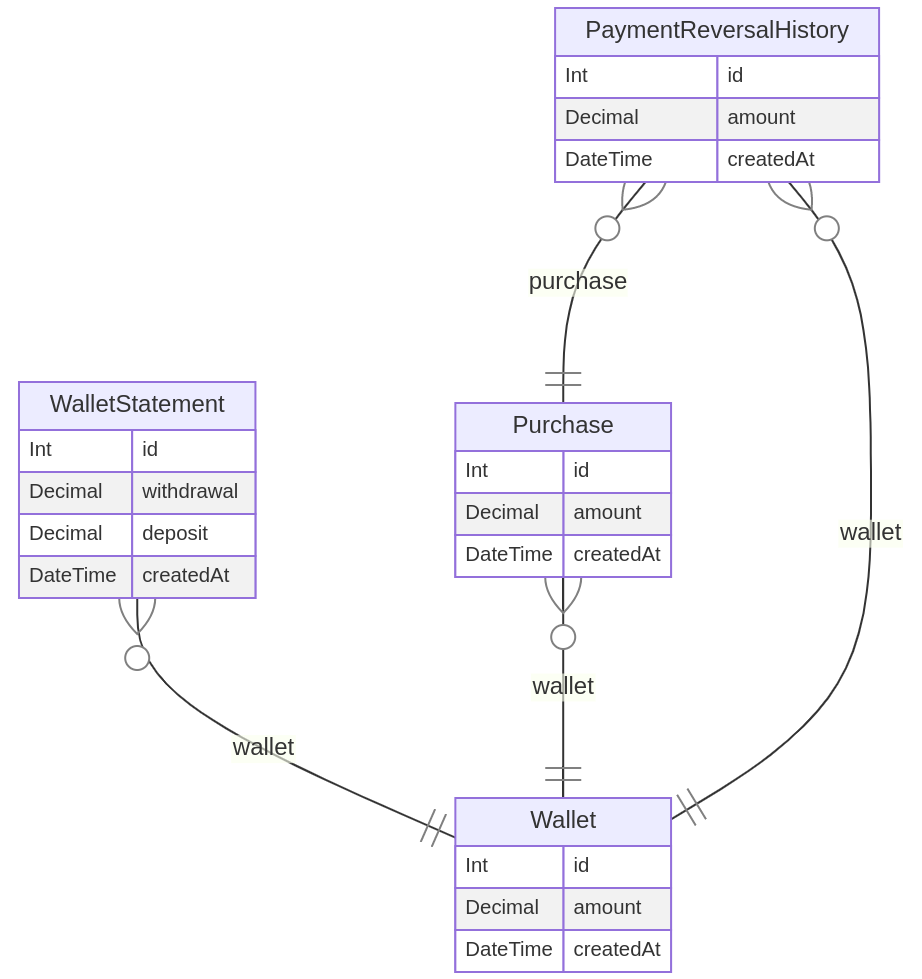 PaymentReversalHistory
Int id
Decimal amount
DateTime createdAt
purchase
wallet
WalletStatement
Int id
Decimal withdrawal
Decimal deposit
DateTime createdAt
Purchase
Int id
Decimal amount
DateTime createdAt
wallet
wallet
Wallet
Int id
Decimal amount
DateTime createdAt